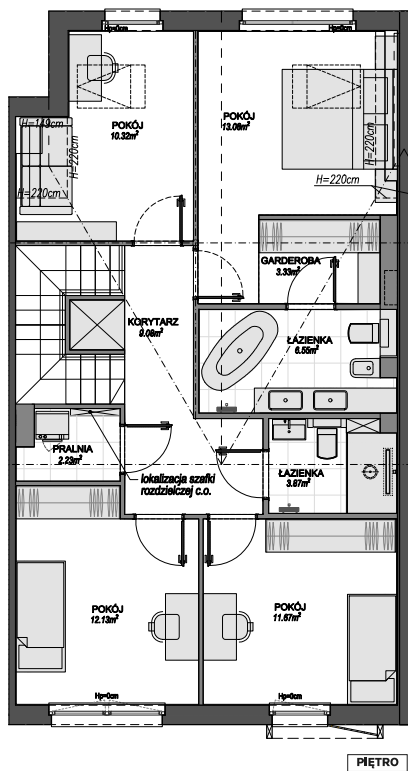 Hp=0cm
Hp=0cm
POKÓJ
10.32m²
POKÓJ
13.08m²
H=149cm
H=220cm
H=220cm
H=220cm
H=220cm
GARDEROBA
3.33m²
KORYTARZ
9.08m²
ŁAZIENKA
6.55m²
PRALNIA
2.23m²
lokalizacja szafki
rozdzielczej c.o.
ŁAZIENKA
3.87m²
POKÓJ
12.13m²
POKÓJ
11.57m²
Hp=0cm
Hp=0cm
PIĘTRO